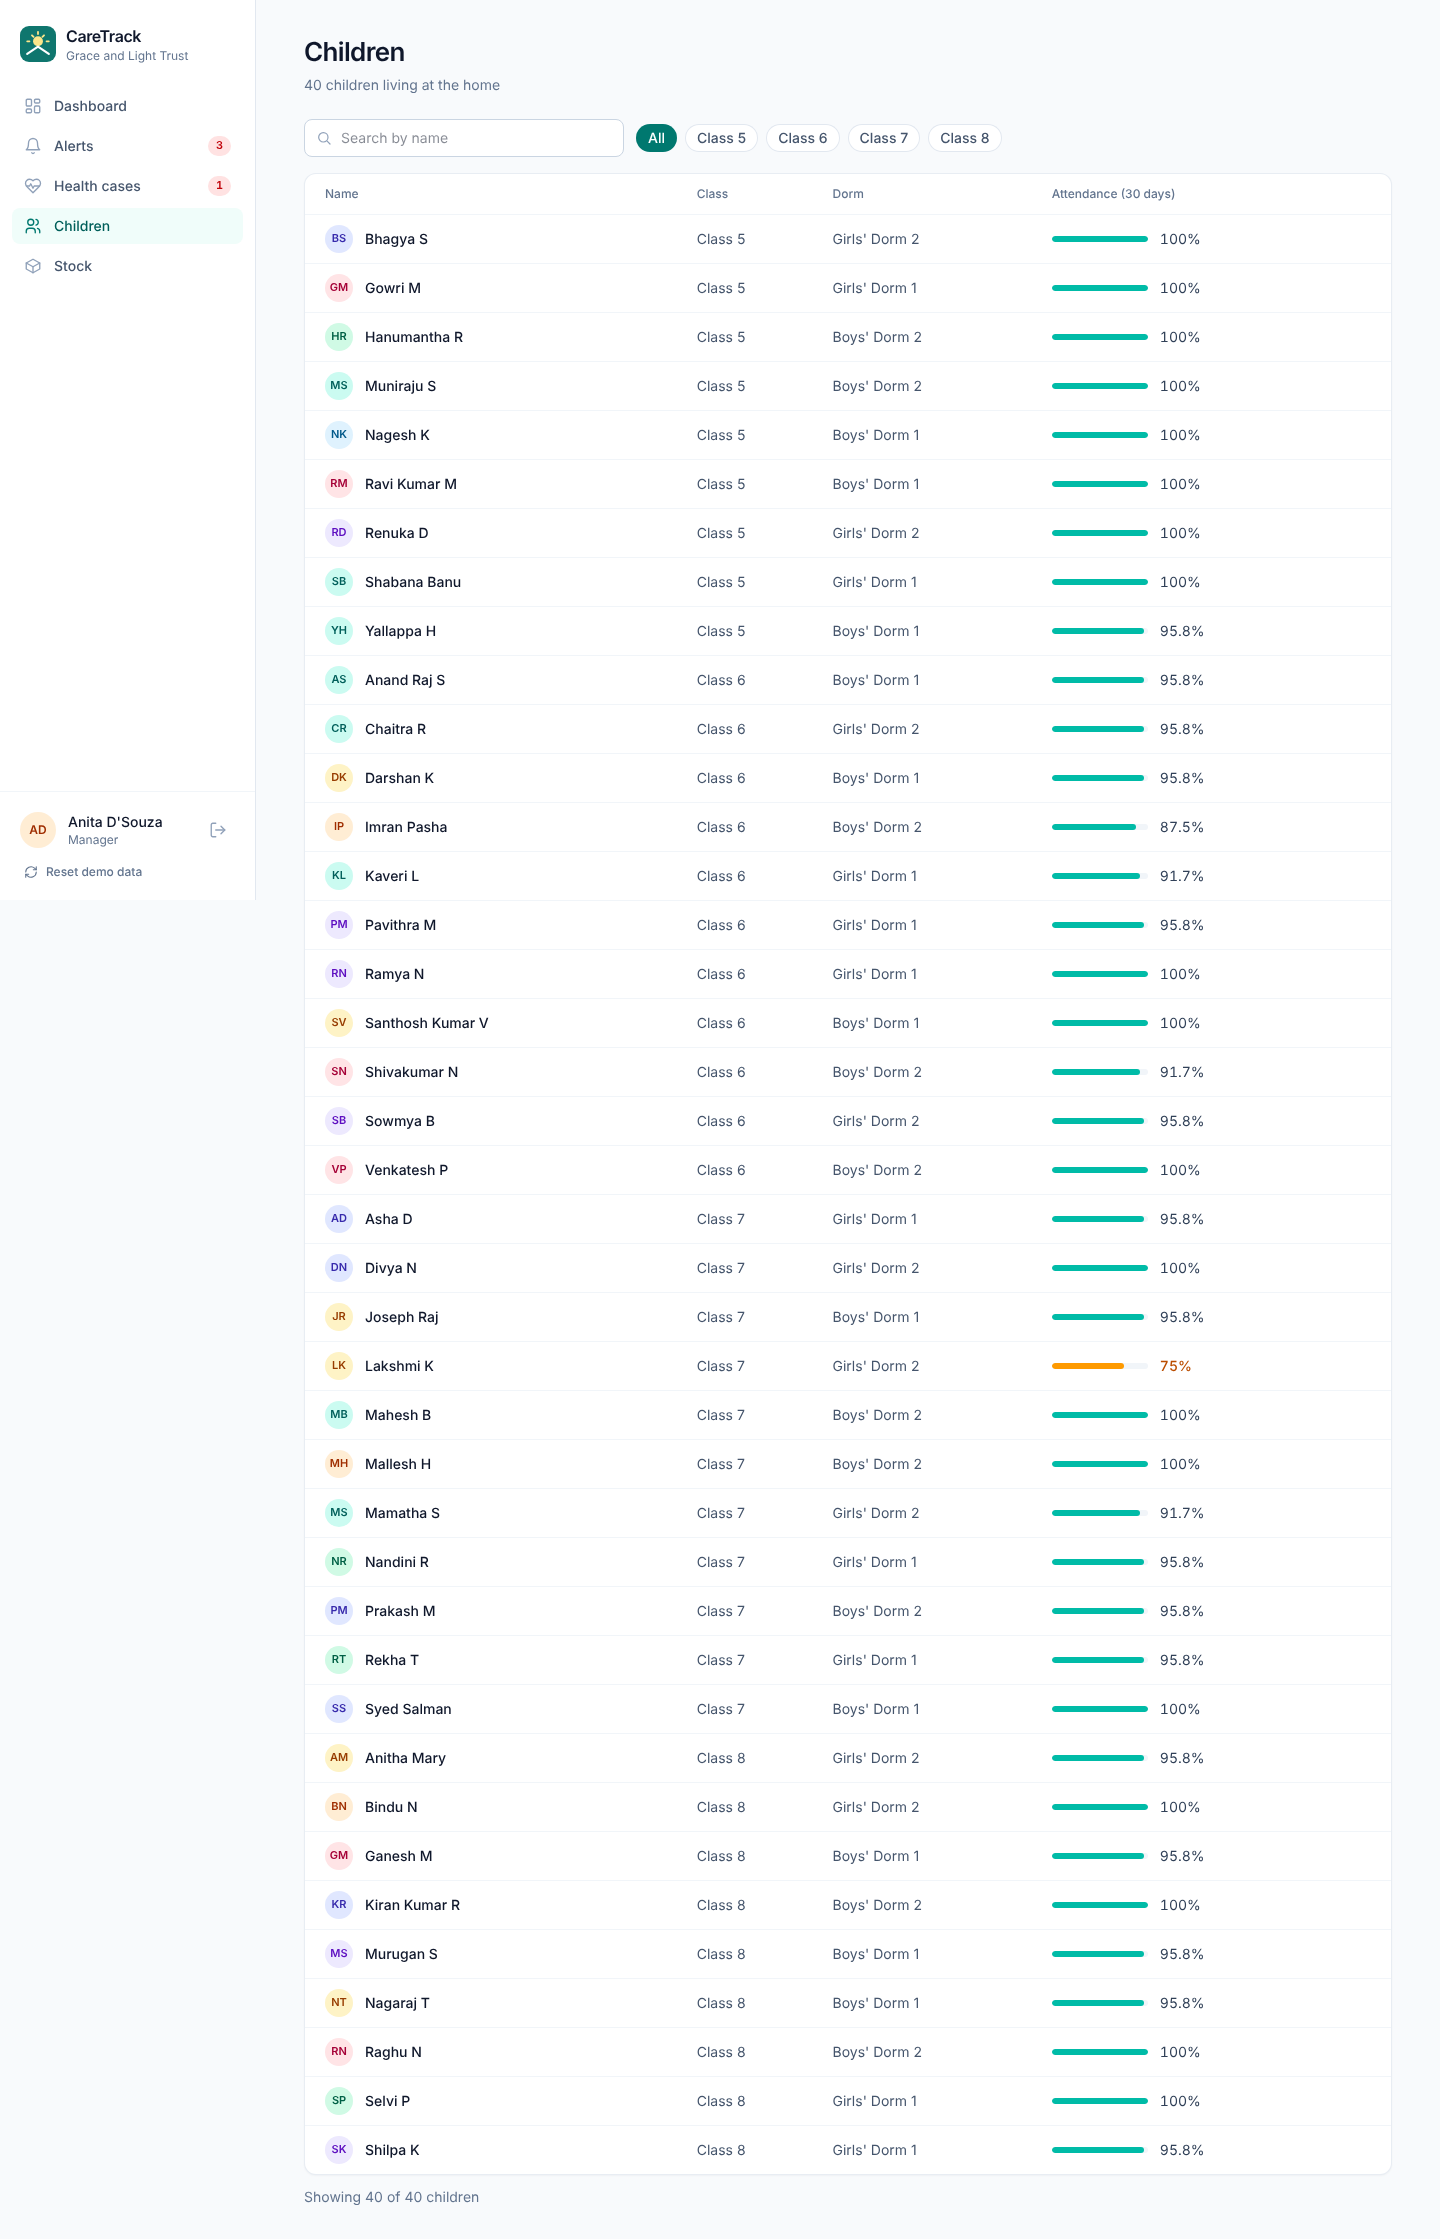 CareTrack
Grace and Light Trust
Dashboard
Alerts 3
Health cases 1
Children
Stock
AD Anita D'Souza
Manager
Reset demo data
Children
40 children living at the home
Search by name All Class 5 Class 6 Class 7 Class 8
Name Class Dorm Attendance (30 days)
BS Bhagya S Class 5 Girls' Dorm 2 100%
GM Gowri M Class 5 Girls' Dorm 1 100%
HR Hanumantha R Class 5 Boys' Dorm 2 100%
MS Muniraju S Class 5 Boys' Dorm 2 100%
NK Nagesh K Class 5 Boys' Dorm 1 100%
RM Ravi Kumar M Class 5 Boys' Dorm 1 100%
RD Renuka D Class 5 Girls' Dorm 2 100%
SB Shabana Banu Class 5 Girls' Dorm 1 100%
YH Yallappa H Class 5 Boys' Dorm 1 95.8%
AS Anand Raj S Class 6 Boys' Dorm 1 95.8%
CR Chaitra R Class 6 Girls' Dorm 2 95.8%
DK Darshan K Class 6 Boys' Dorm 1 95.8%
IP Imran Pasha Class 6 Boys' Dorm 2 87.5%
KL Kaveri L Class 6 Girls' Dorm 1 91.7%
PM Pavithra M Class 6 Girls' Dorm 1 95.8%
RN Ramya N Class 6 Girls' Dorm 1 100%
SV Santhosh Kumar V Class 6 Boys' Dorm 1 100%
SN Shivakumar N Class 6 Boys' Dorm 2 91.7%
SB Sowmya B Class 6 Girls' Dorm 2 95.8%
VP Venkatesh P Class 6 Boys' Dorm 2 100%
AD Asha D Class 7 Girls' Dorm 1 95.8%
DN Divya N Class 7 Girls' Dorm 2 100%
JR Joseph Raj Class 7 Boys' Dorm 1 95.8%
LK Lakshmi K Class 7 Girls' Dorm 2 75%
MB Mahesh B Class 7 Boys' Dorm 2 100%
MH Mallesh H Class 7 Boys' Dorm 2 100%
MS Mamatha S Class 7 Girls' Dorm 2 91.7%
NR Nandini R Class 7 Girls' Dorm 1 95.8%
PM Prakash M Class 7 Boys' Dorm 2 95.8%
RT Rekha T Class 7 Girls' Dorm 1 95.8%
SS Syed Salman Class 7 Boys' Dorm 1 100%
AM Anitha Mary Class 8 Girls' Dorm 2 95.8%
BN Bindu N Class 8 Girls' Dorm 2 100%
GM Ganesh M Class 8 Boys' Dorm 1 95.8%
KR Kiran Kumar R Class 8 Boys' Dorm 2 100%
MS Murugan S Class 8 Boys' Dorm 1 95.8%
NT Nagaraj T Class 8 Boys' Dorm 1 95.8%
RN Raghu N Class 8 Boys' Dorm 2 100%
SP Selvi P Class 8 Girls' Dorm 1 100%
SK Shilpa K Class 8 Girls' Dorm 1 95.8%
Showing 40 of 40 children